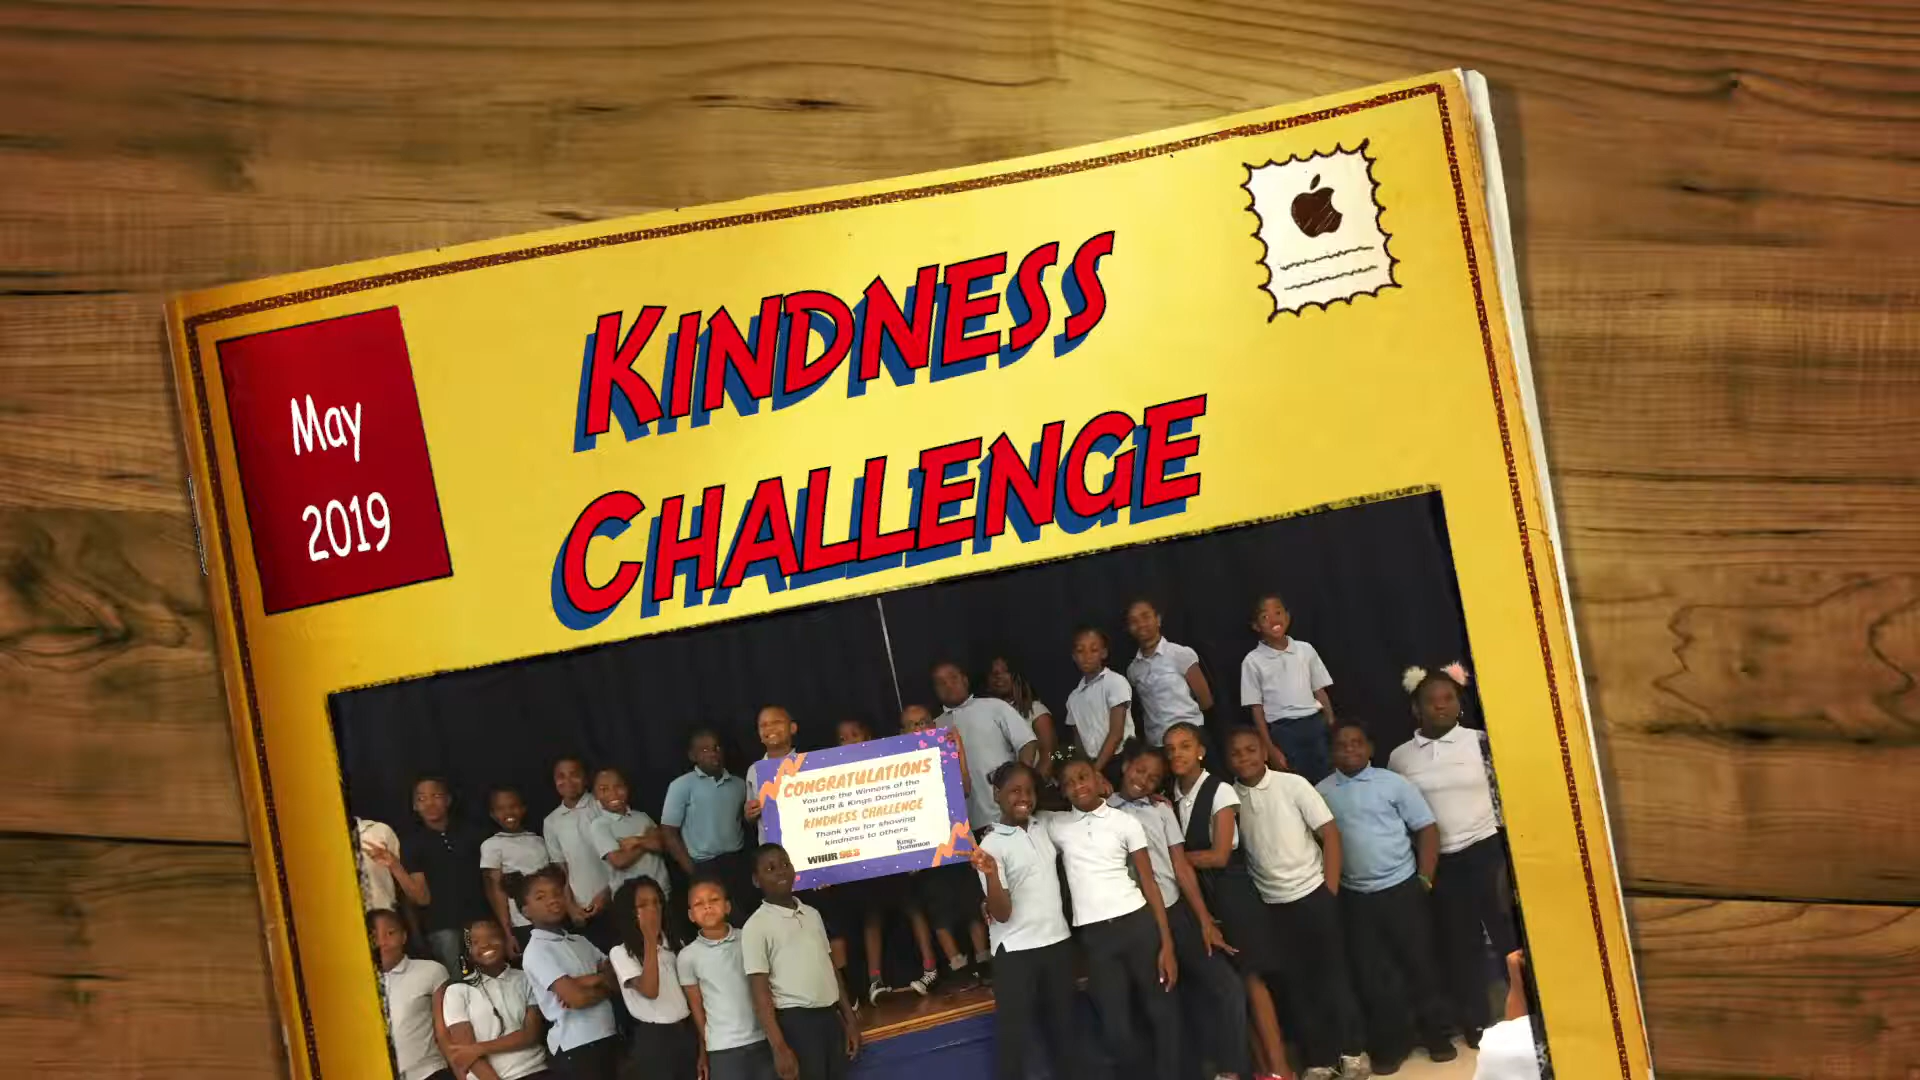 May
2019
KINDNESS
CHALLENGE
CONGRATULATIONS
You are the Winners of the
WHUR & Kings Dominion
KINDNESS CHALLENGE
Thank you for showing
kindness to others
WHUR 96.3
Kings
Dominion